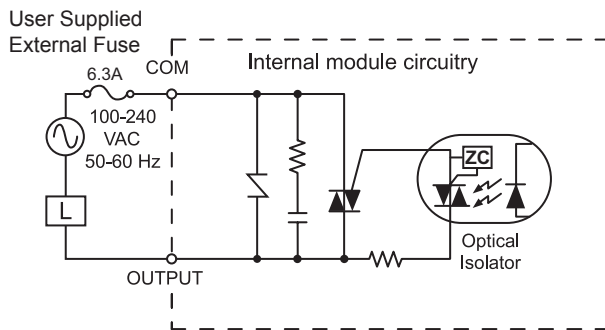 User Supplied
External Fuse
6.3A
COM
Internal module circuitry
100-240
VAC
50-60 Hz
ZC
L
Optical
Isolator
OUTPUT